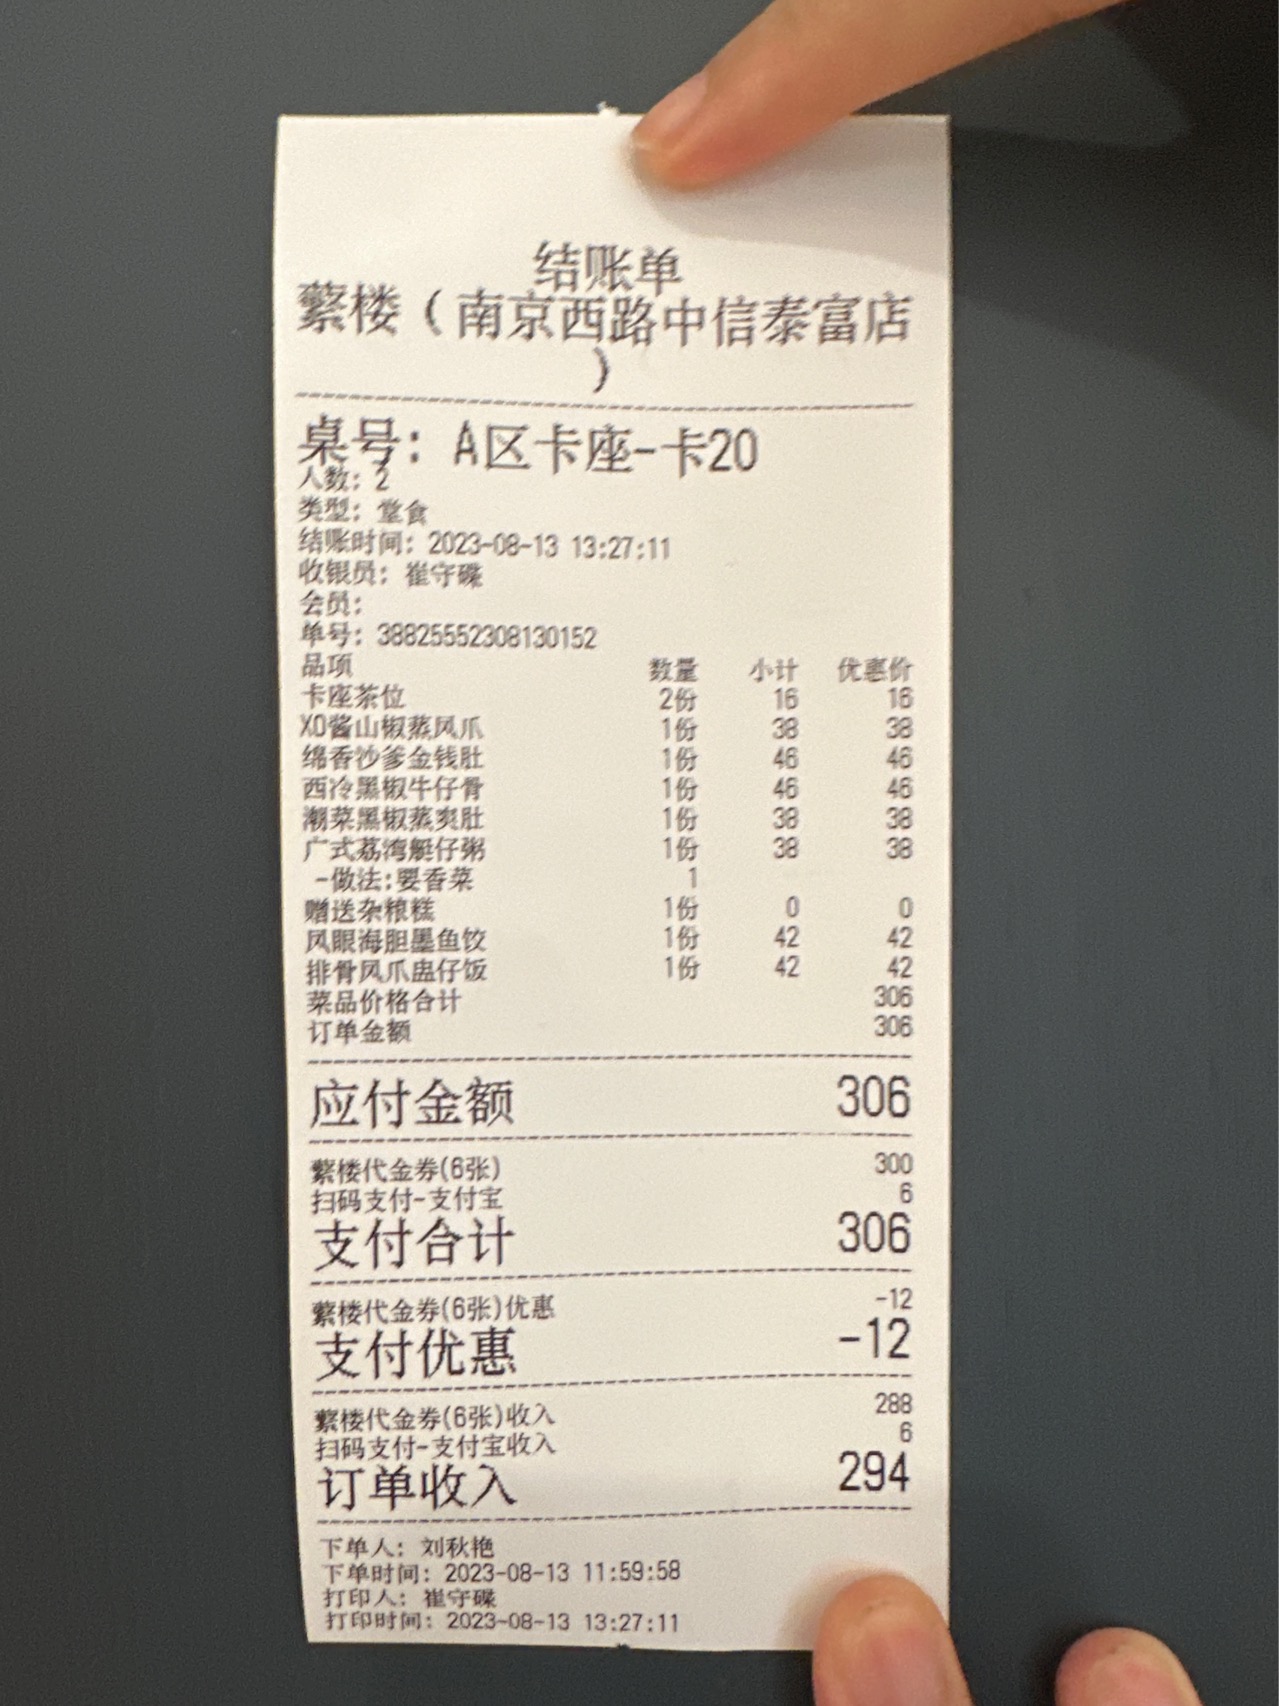 结账单
蘩楼（南京西路中信泰富店
）
桌号：A区卡座-卡20
人数：2
类型：堂食
结账时间：2023-08-13 13:27:11
收银员：崔守碟
会员：
单号：38825552308130152
品项 数量 小计 优惠价
卡座茶位 2份 16 16
XO酱山椒蒸凤爪 1份 38 38
绵香沙爹金钱肚 1份 46 46
西冷黑椒牛仔骨 1份 46 46
潮菜黑椒蒸爽肚 1份 38 38
广式荔湾艇仔粥 1份 38 38
-做法:要香菜 1
赠送杂粮糕 1份 0 0
凤眼海胆墨鱼饺 1份 42 42
排骨凤爪盅仔饭 1份 42 42
菜品价格合计 306
订单金额 306
应付金额 306
蘩楼代金券(6张) 300
扫码支付-支付宝 6
支付合计 306
蘩楼代金券(6张)优惠 -12
支付优惠 -12
蘩楼代金券(6张)收入 288
扫码支付-支付宝收入 6
订单收入 294
下单人：刘秋艳
下单时间：2023-08-13 11:59:58
打印人：崔守碟
打印时间：2023-08-13 13:27:11